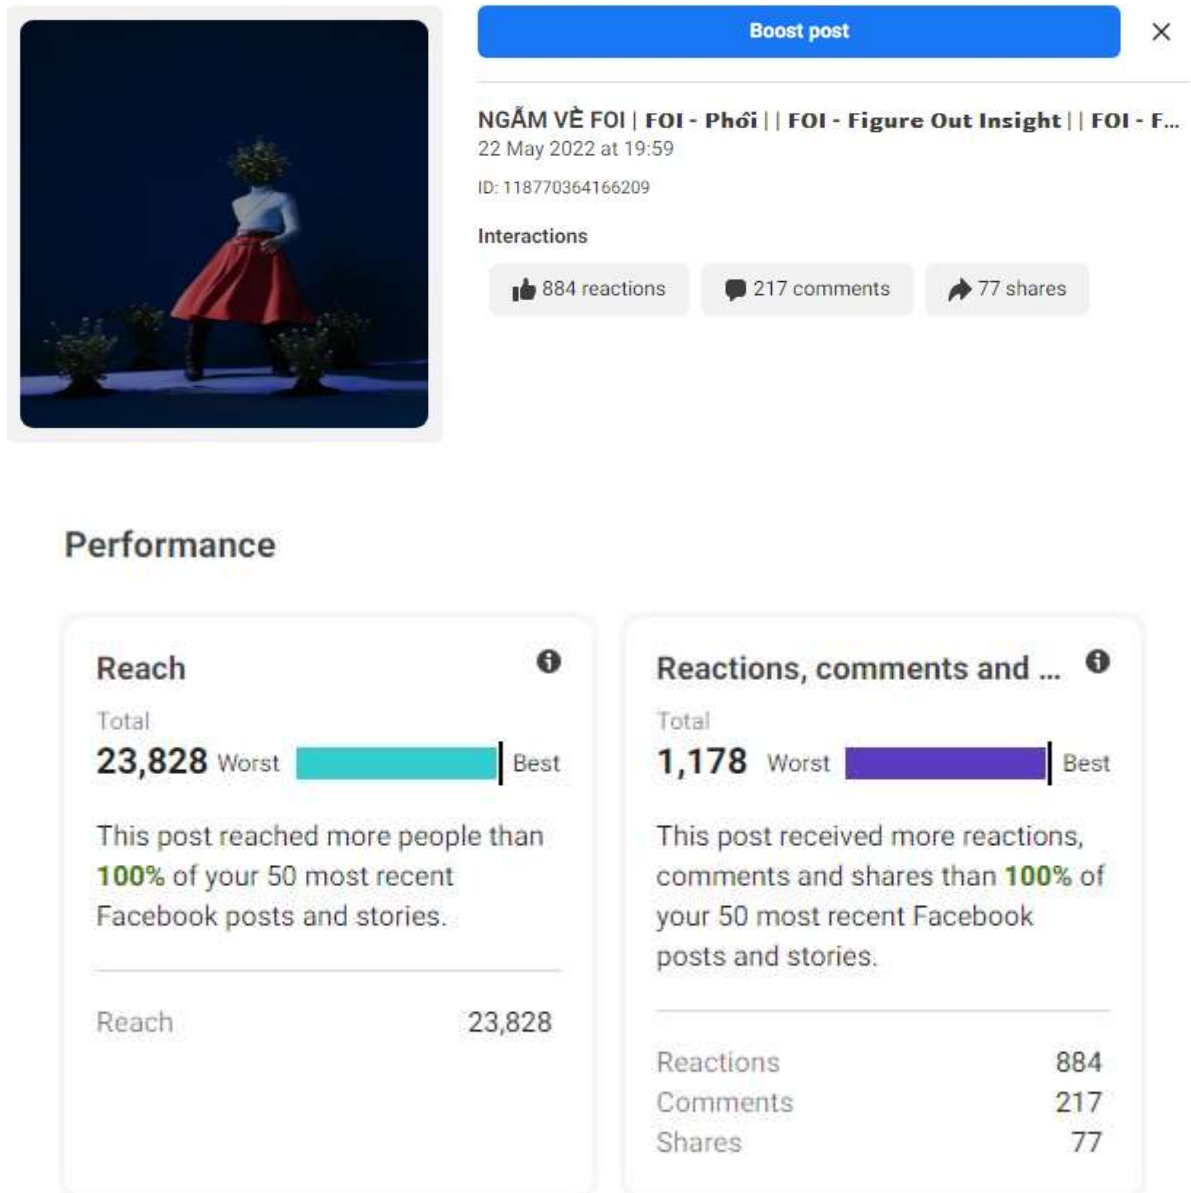 Boost post
NGẪM VỀ FOI | FOI - Phới || FOI - Figure Out Insight || FOI - F...
22 May 2022 at 19:59
ID: 118770364166209
Interactions
884 reactions 217 comments 77 shares
Performance
Reach
Total
23,828 Worst Best
This post reached more people than
100% of your 50 most recent
Facebook posts and stories.
Reach 23,828
Reactions, comments and ...
Total
1,178 Worst Best
This post received more reactions,
comments and shares than 100% of
your 50 most recent Facebook
posts and stories.
Reactions 884
Comments 217
Shares 77